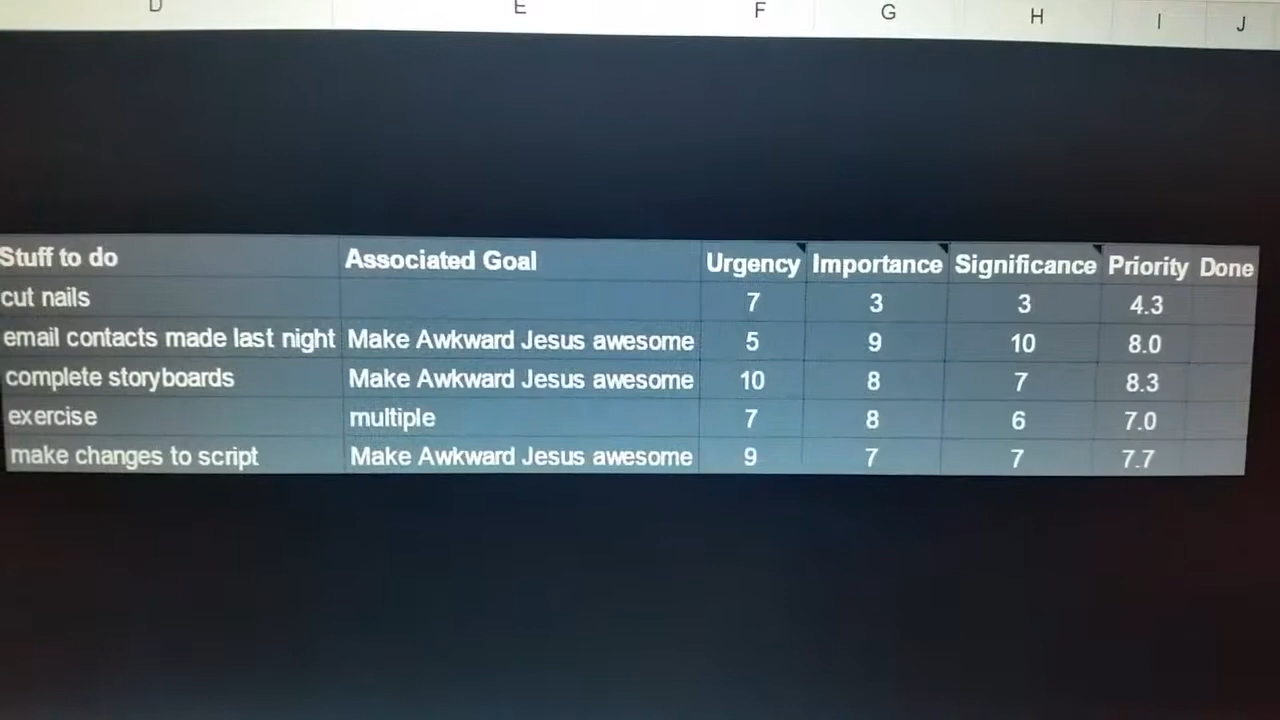 D E F G H I J
Stuff to do Associated Goal Urgency Importance Significance Priority Done
cut nails 7 3 3 4.3
email contacts made last night Make Awkward Jesus awesome 5 9 10 8.0
complete storyboards Make Awkward Jesus awesome 10 8 7 8.3
exercise multiple 7 8 6 7.0
make changes to script Make Awkward Jesus awesome 9 7 7 7.7